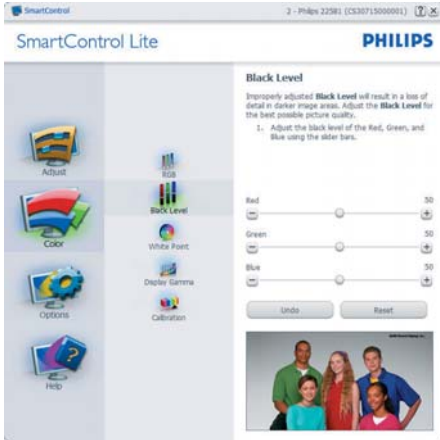 SmartControl
2 - Philips 225B1 (CS30715000001)
SmartControl Lite
PHILIPS
Adjust
Color
Options
Help
RGB
Black Level
White Point
Display Gamma
Calibration
Black Level
Improperly adjusted Black Level will result in a loss of
detail in darker image areas. Adjust the Black Level for
the best possible picture quality.
1. Adjust the black level of the Red, Green, and
Blue using the slider bars.
Red 50
Green 50
Blue 50
Undo
Reset